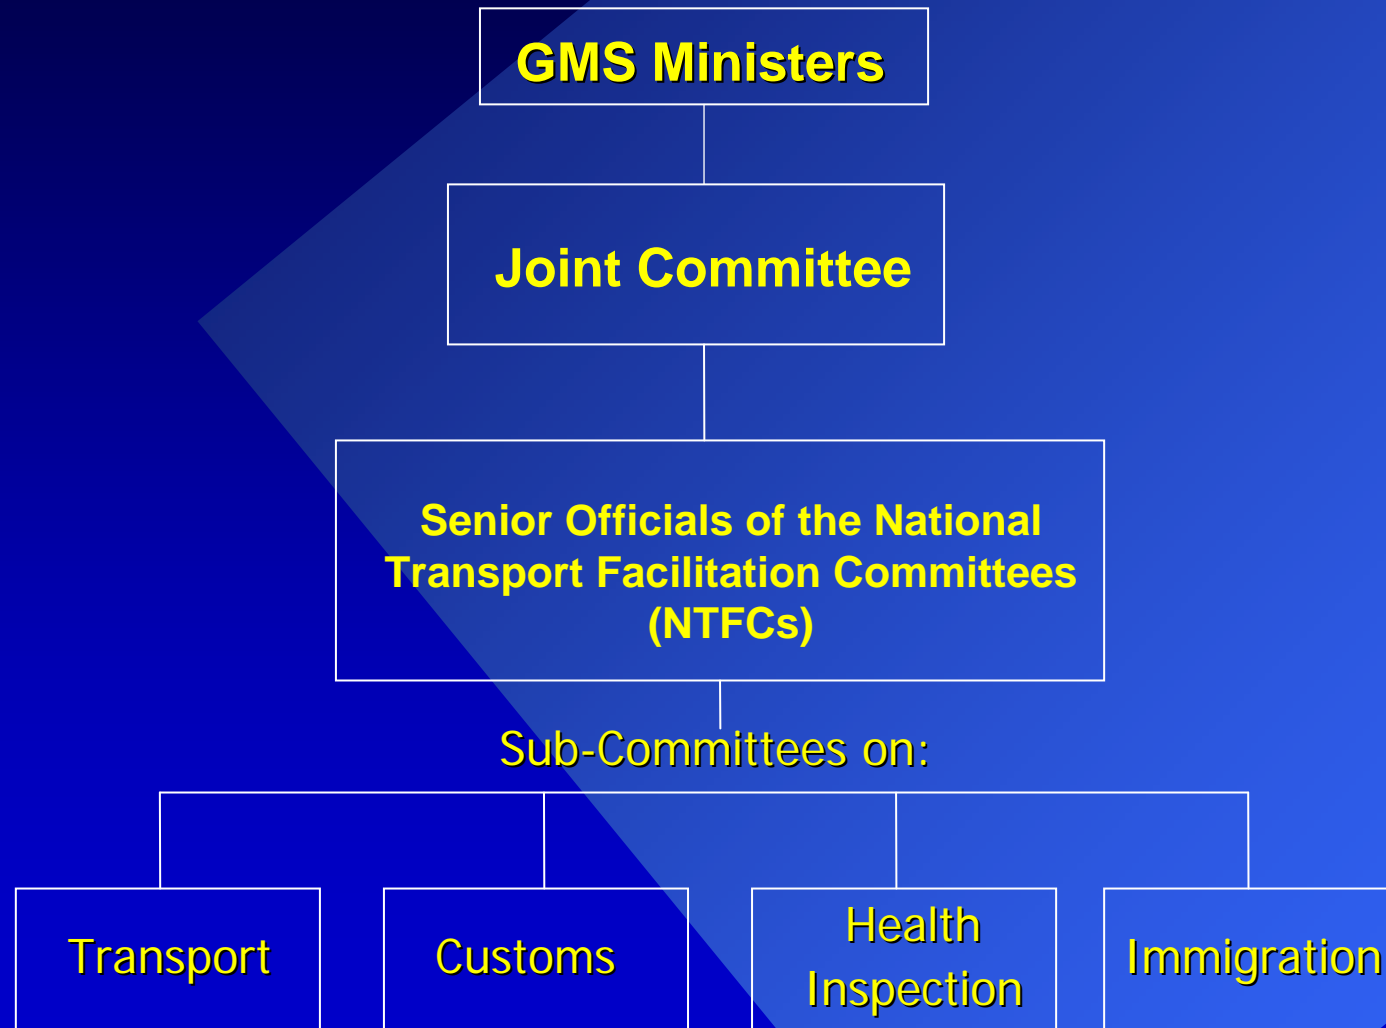 GMS Ministers
Joint Committee
Senior Officials of the National
Transport Facilitation Committees
(NTFCs)
Sub-Committees on:
Transport
Customs
Health
Inspection
Immigration